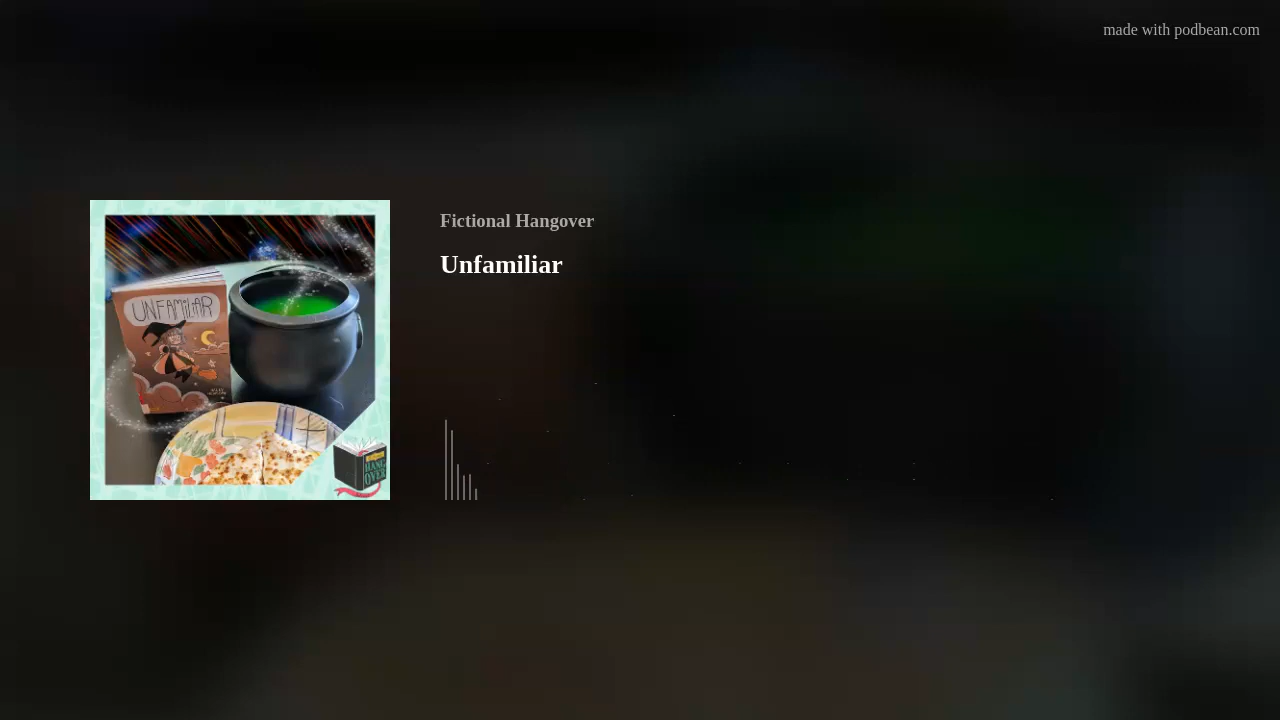 made with podbean.com
Fictional Hangover
Unfamiliar
UNFAMILIAR
HANG
OVER